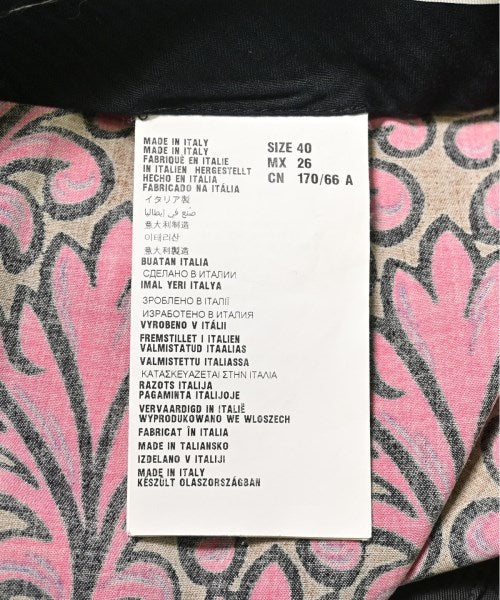 MADE IN ITALY
MADE IN ITALY
FABRIQUÉ EN ITALIE
IN ITALIEN HERGESTELLT
HECHO EN ITALIA
FABRICADO NA ITÁLIA
イタリア製
صنع في إيطاليا
意大利制造
이태리산
意大利製造
BUATAN ITALIA
СДЕЛАНО В ИТАЛИИ
IMAL YERI ITALYA
ЗРОБЛЕНО В ІТАЛІЇ
ИЗРАБОТЕНО В ИТАЛИЯ
VYROBENO V ITÁLII
FREMSTILLET I ITALIEN
VALMISTATUD ITAALIAS
VALMISTETTU ITALIASSA
ΚΑΤΑΣΚΕΥΑΖΕΤΑΙ ΣΤΗΝ ΙΤΑΛΙΑ
RAZOTS ITALIJA
PAGAMINTA ITALIJOJE
VERVAARDIGD IN ITALIË
WYPRODUKOWANO WE WLOSZECH
FABRICAT ÎN ITALIA
MADE IN TALIANSKO
IZDELANO V ITALIJI
MADE IN ITALY
KÉSZÜLT OLASZORSZÁGBAN
SIZE 40
MX 26
CN 170/66 A